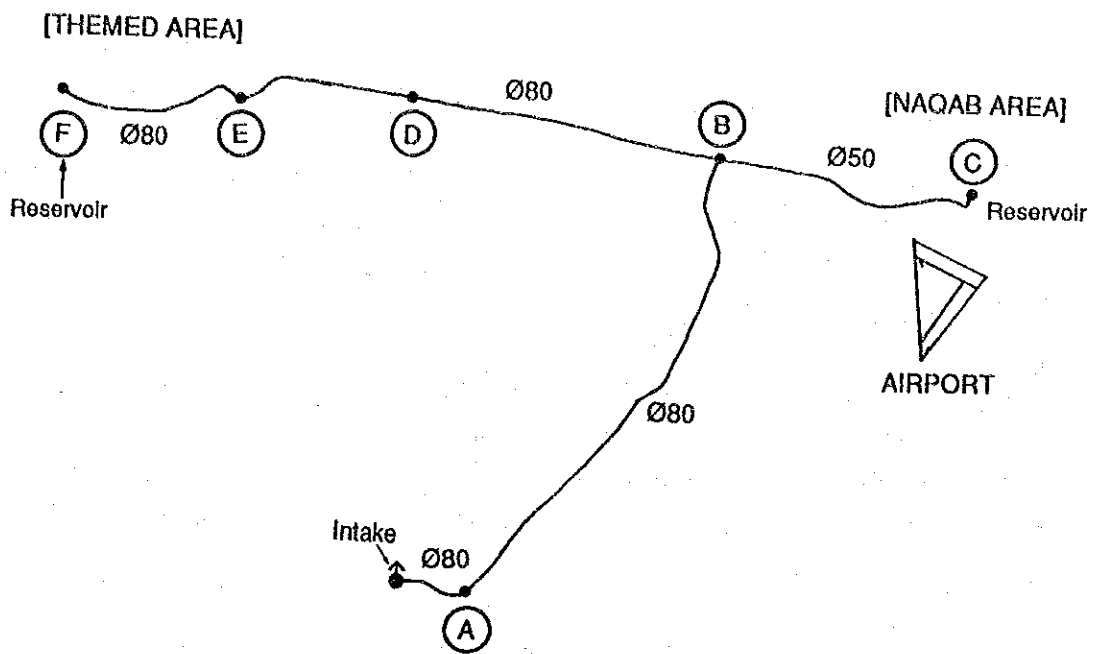 [THEMED AREA]
Ø80
[NAQAB AREA]
B
F
Ø80
E
D
Ø50
C
Reservoir
Reservoir
AIRPORT
Ø80
Intake
Ø80
A